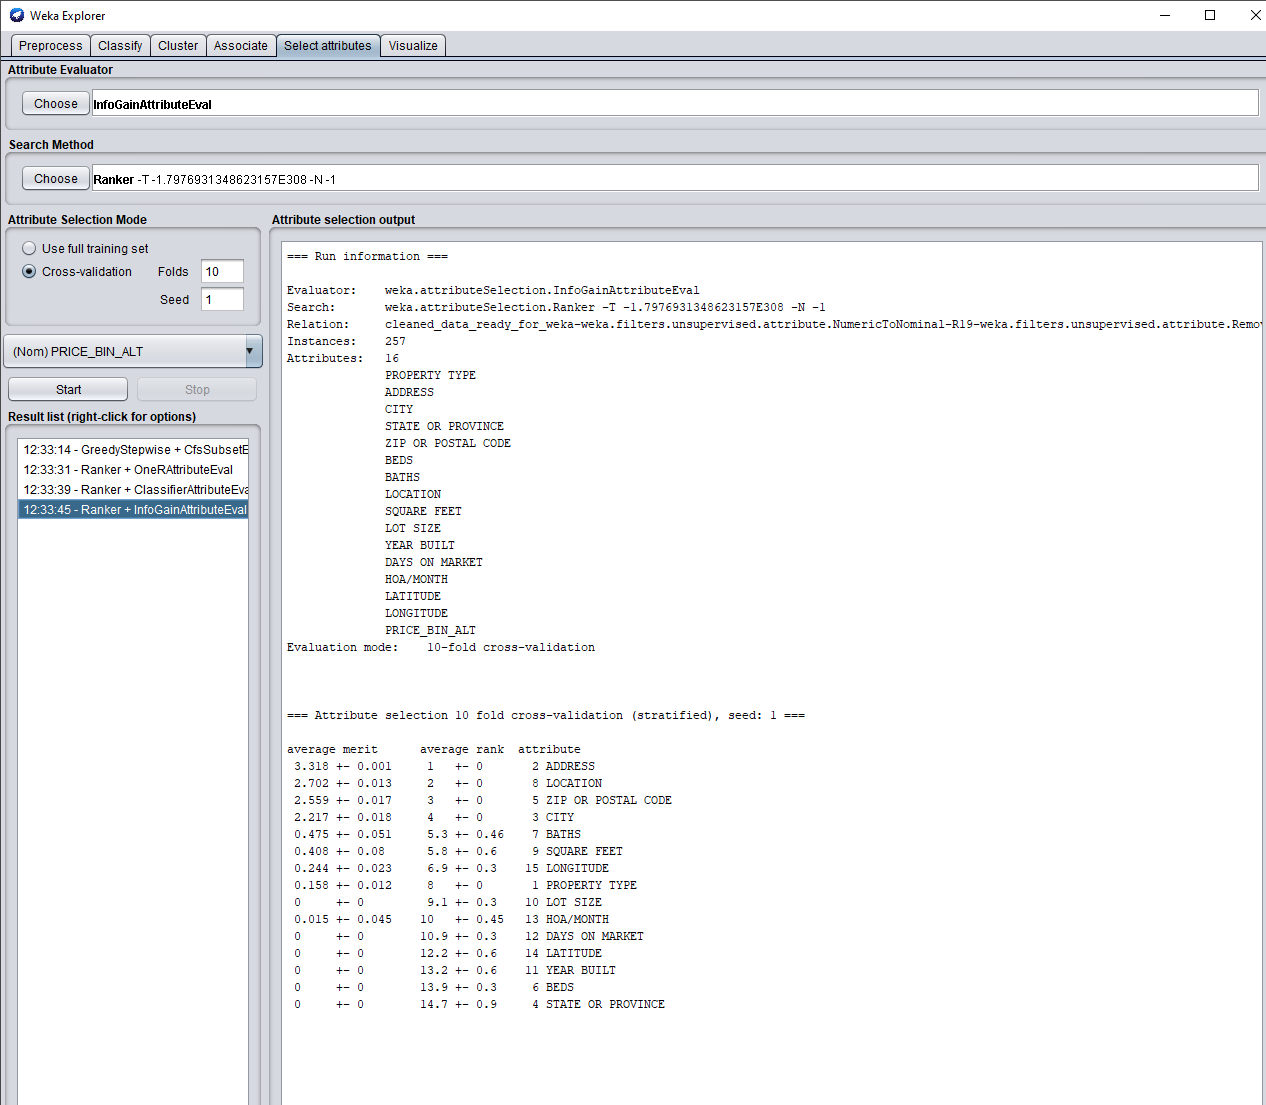 Weka Explorer
Preprocess Classify Cluster Associate Select attributes Visualize
Attribute Evaluator
Choose InfoGainAttributeEval
Search Method
Choose Ranker -T -1.7976931348623157E308 -N -1
Attribute Selection Mode
Use full training set
Cross-validation Folds 10
Seed 1
(Nom) PRICE_BIN_ALT
Start Stop
Result list (right-click for options)
12:33:14 - GreedyStepwise + CfsSubsetE
12:33:31 - Ranker + OneRAttributeEval
12:33:39 - Ranker + ClassifierAttributeEva
12:33:45 - Ranker + InfoGainAttributeEval
Attribute selection output
=== Run information ===
Evaluator: weka.attributeSelection.InfoGainAttributeEval
Search: weka.attributeSelection.Ranker -T -1.7976931348623157E308 -N -1
Relation: cleaned_data_ready_for_weka-weka.filters.unsupervised.attribute.NumericToNominal-R19-weka.filters.unsupervised.attribute.Remov
Instances: 257
Attributes: 16
PROPERTY TYPE
ADDRESS
CITY
STATE OR PROVINCE
ZIP OR POSTAL CODE
BEDS
BATHS
LOCATION
SQUARE FEET
LOT SIZE
YEAR BUILT
DAYS ON MARKET
HOA/MONTH
LATITUDE
LONGITUDE
PRICE_BIN_ALT
Evaluation mode: 10-fold cross-validation
=== Attribute selection 10 fold cross-validation (stratified), seed: 1 ===
average merit average rank attribute
3.318 +- 0.001 1 +- 0 2 ADDRESS
2.702 +- 0.013 2 +- 0 8 LOCATION
2.559 +- 0.017 3 +- 0 5 ZIP OR POSTAL CODE
2.217 +- 0.018 4 +- 0 3 CITY
0.475 +- 0.051 5.3 +- 0.46 7 BATHS
0.408 +- 0.08 5.8 +- 0.6 9 SQUARE FEET
0.244 +- 0.023 6.9 +- 0.3 15 LONGITUDE
0.158 +- 0.012 8 +- 0 1 PROPERTY TYPE
0 +- 0 9.1 +- 0.3 10 LOT SIZE
0.015 +- 0.045 10 +- 0.45 13 HOA/MONTH
0 +- 0 10.9 +- 0.3 12 DAYS ON MARKET
0 +- 0 12.2 +- 0.6 14 LATITUDE
0 +- 0 13.2 +- 0.6 11 YEAR BUILT
0 +- 0 13.9 +- 0.3 6 BEDS
0 +- 0 14.7 +- 0.9 4 STATE OR PROVINCE